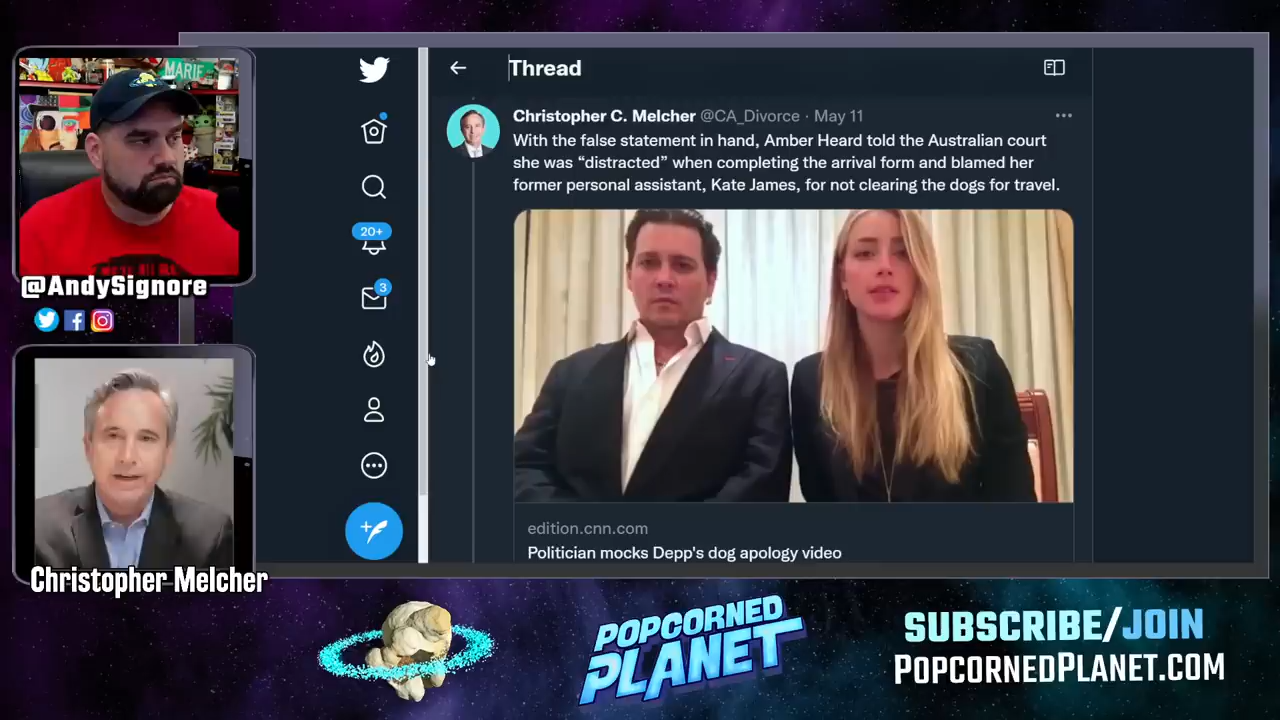 MARIE
@AndySignore
Christopher Melcher
20+
3
Thread
Christopher C. Melcher @CA_Divorce · May 11
With the false statement in hand, Amber Heard told the Australian court
she was “distracted” when completing the arrival form and blamed her
former personal assistant, Kate James, for not clearing the dogs for travel.
edition.cnn.com
Politician mocks Depp's dog apology video
POPCORNED
PLANET
SUBSCRIBE/JOIN
POPCORNEDPLANET.COM